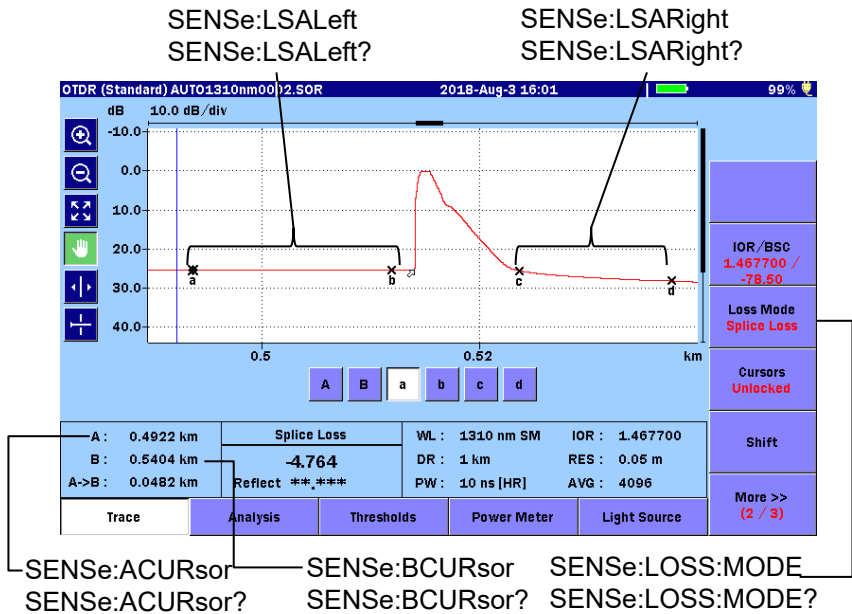 SENSe:LSALeft
SENSe:LSALeft?
SENSe:LSARight
SENSe:LSARight?
OTDR (Standard) AUTO1310nm0002.SOR 2018-Aug-3 16:01 99%
dB 10.0 dB/div
-10.0
0.0
10.0
20.0
30.0
40.0
a
b
c
d
0.5 0.52 km
A B a b c d
IOR/BSC
1.467700 /
-78.50
Loss Mode
Splice Loss
Cursors
Unlocked
Shift
More >>
(2 / 3)
A : 0.4922 km
B : 0.5404 km
A->B : 0.0482 km
Splice Loss
-4.764
Reflect **.***
WL : 1310 nm SM IOR : 1.467700
DR : 1 km RES : 0.05 m
PW : 10 ns [HR] AVG : 4096
Trace Analysis Thresholds Power Meter Light Source
SENSe:ACURsor
SENSe:ACURsor?
SENSe:BCURsor
SENSe:BCURsor?
SENSe:LOSS:MODE
SENSe:LOSS:MODE?